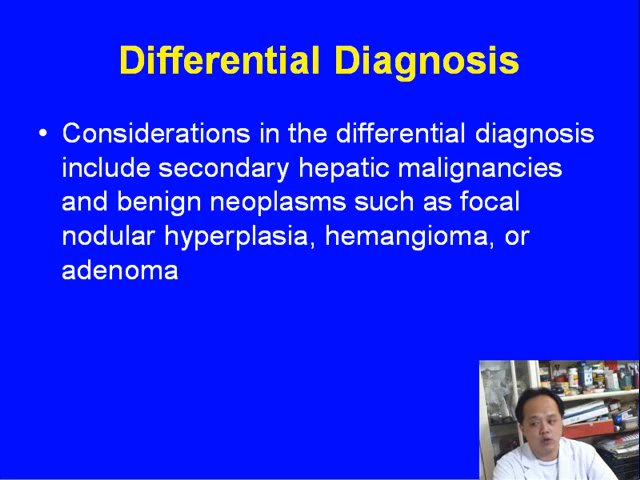 Differential Diagnosis
• Considerations in the differential diagnosis
include secondary hepatic malignancies
and benign neoplasms such as focal
nodular hyperplasia, hemangioma, or
adenoma